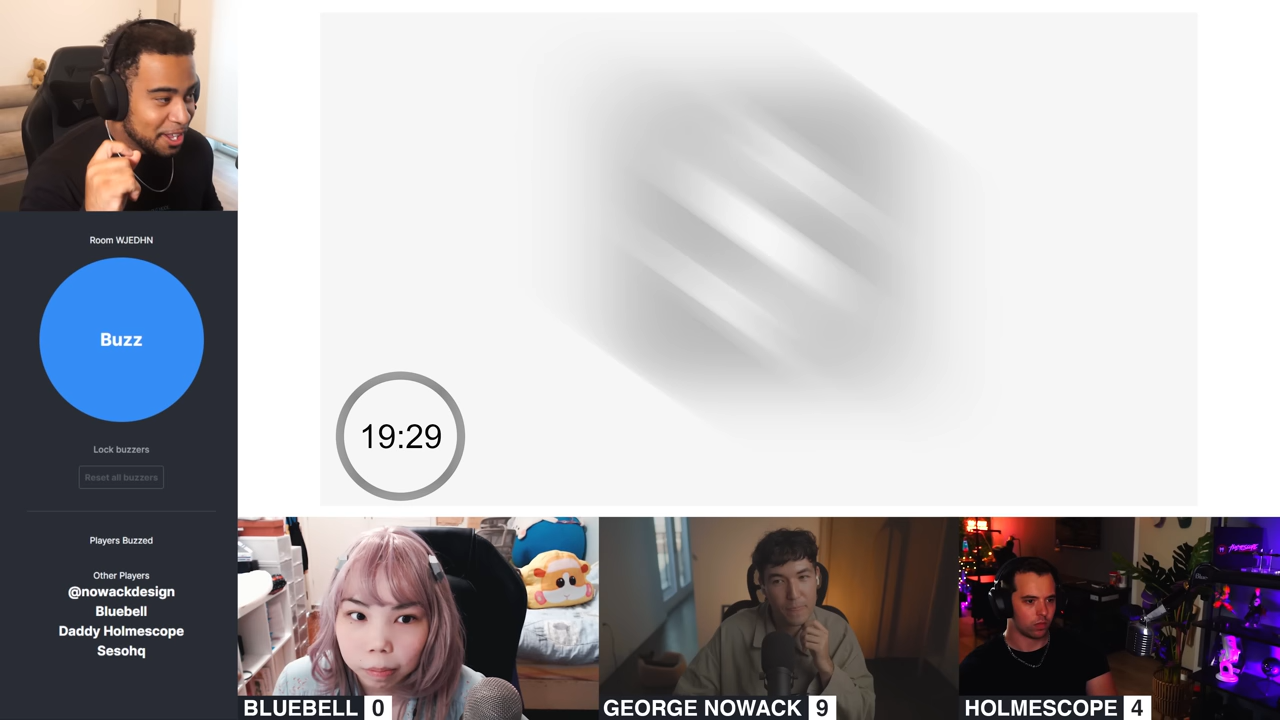 Room WJEDHN
Buzz
Lock buzzers
Reset all buzzers
Players Buzzed
Other Players
@nowackdesign
Bluebell
Daddy Holmescope
Sesohq
19:29
BLUEBELL 0
GEORGE NOWACK 9
HOLMESCOPE 4